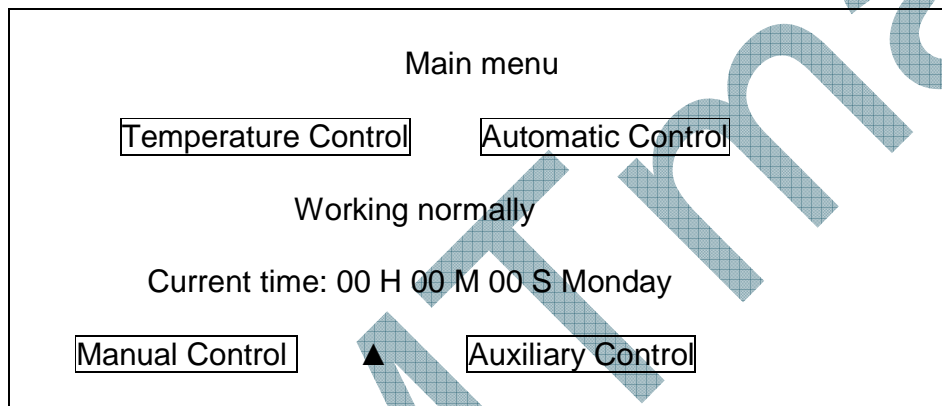 Main menu
Temperature Control Automatic Control
Working normally
Current time: 00 H 00 M 00 S Monday
Manual Control ▲ Auxiliary Control